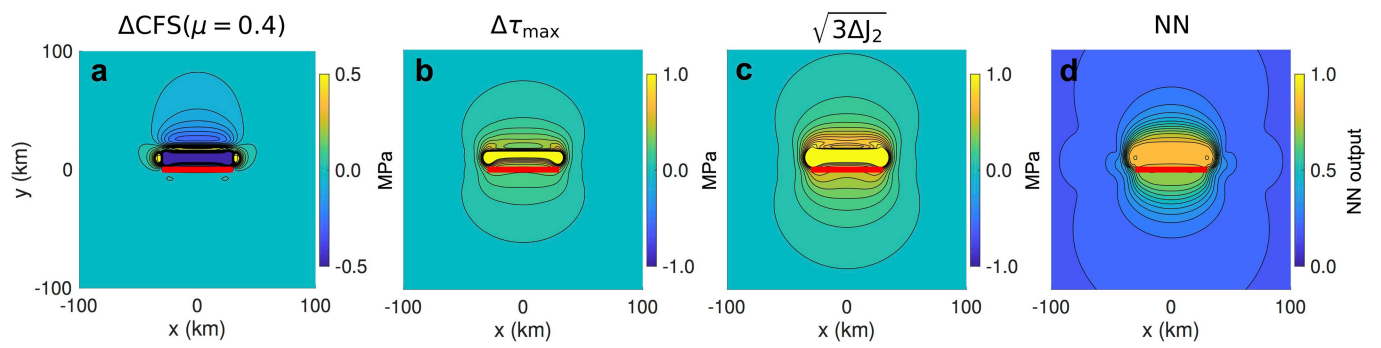 ΔCFS(μ = 0.4)
Δτmax
√3ΔJ2
NN
a
b
c
d
100
0
-100
y (km)
-100 0 100
x (km)
0.5
0.0
-0.5
MPa
-100 0 100
x (km)
1.0
0.0
-1.0
MPa
-100 0 100
x (km)
1.0
0.0
-1.0
MPa
-100 0 100
x (km)
1.0
0.5
0.0
NN output